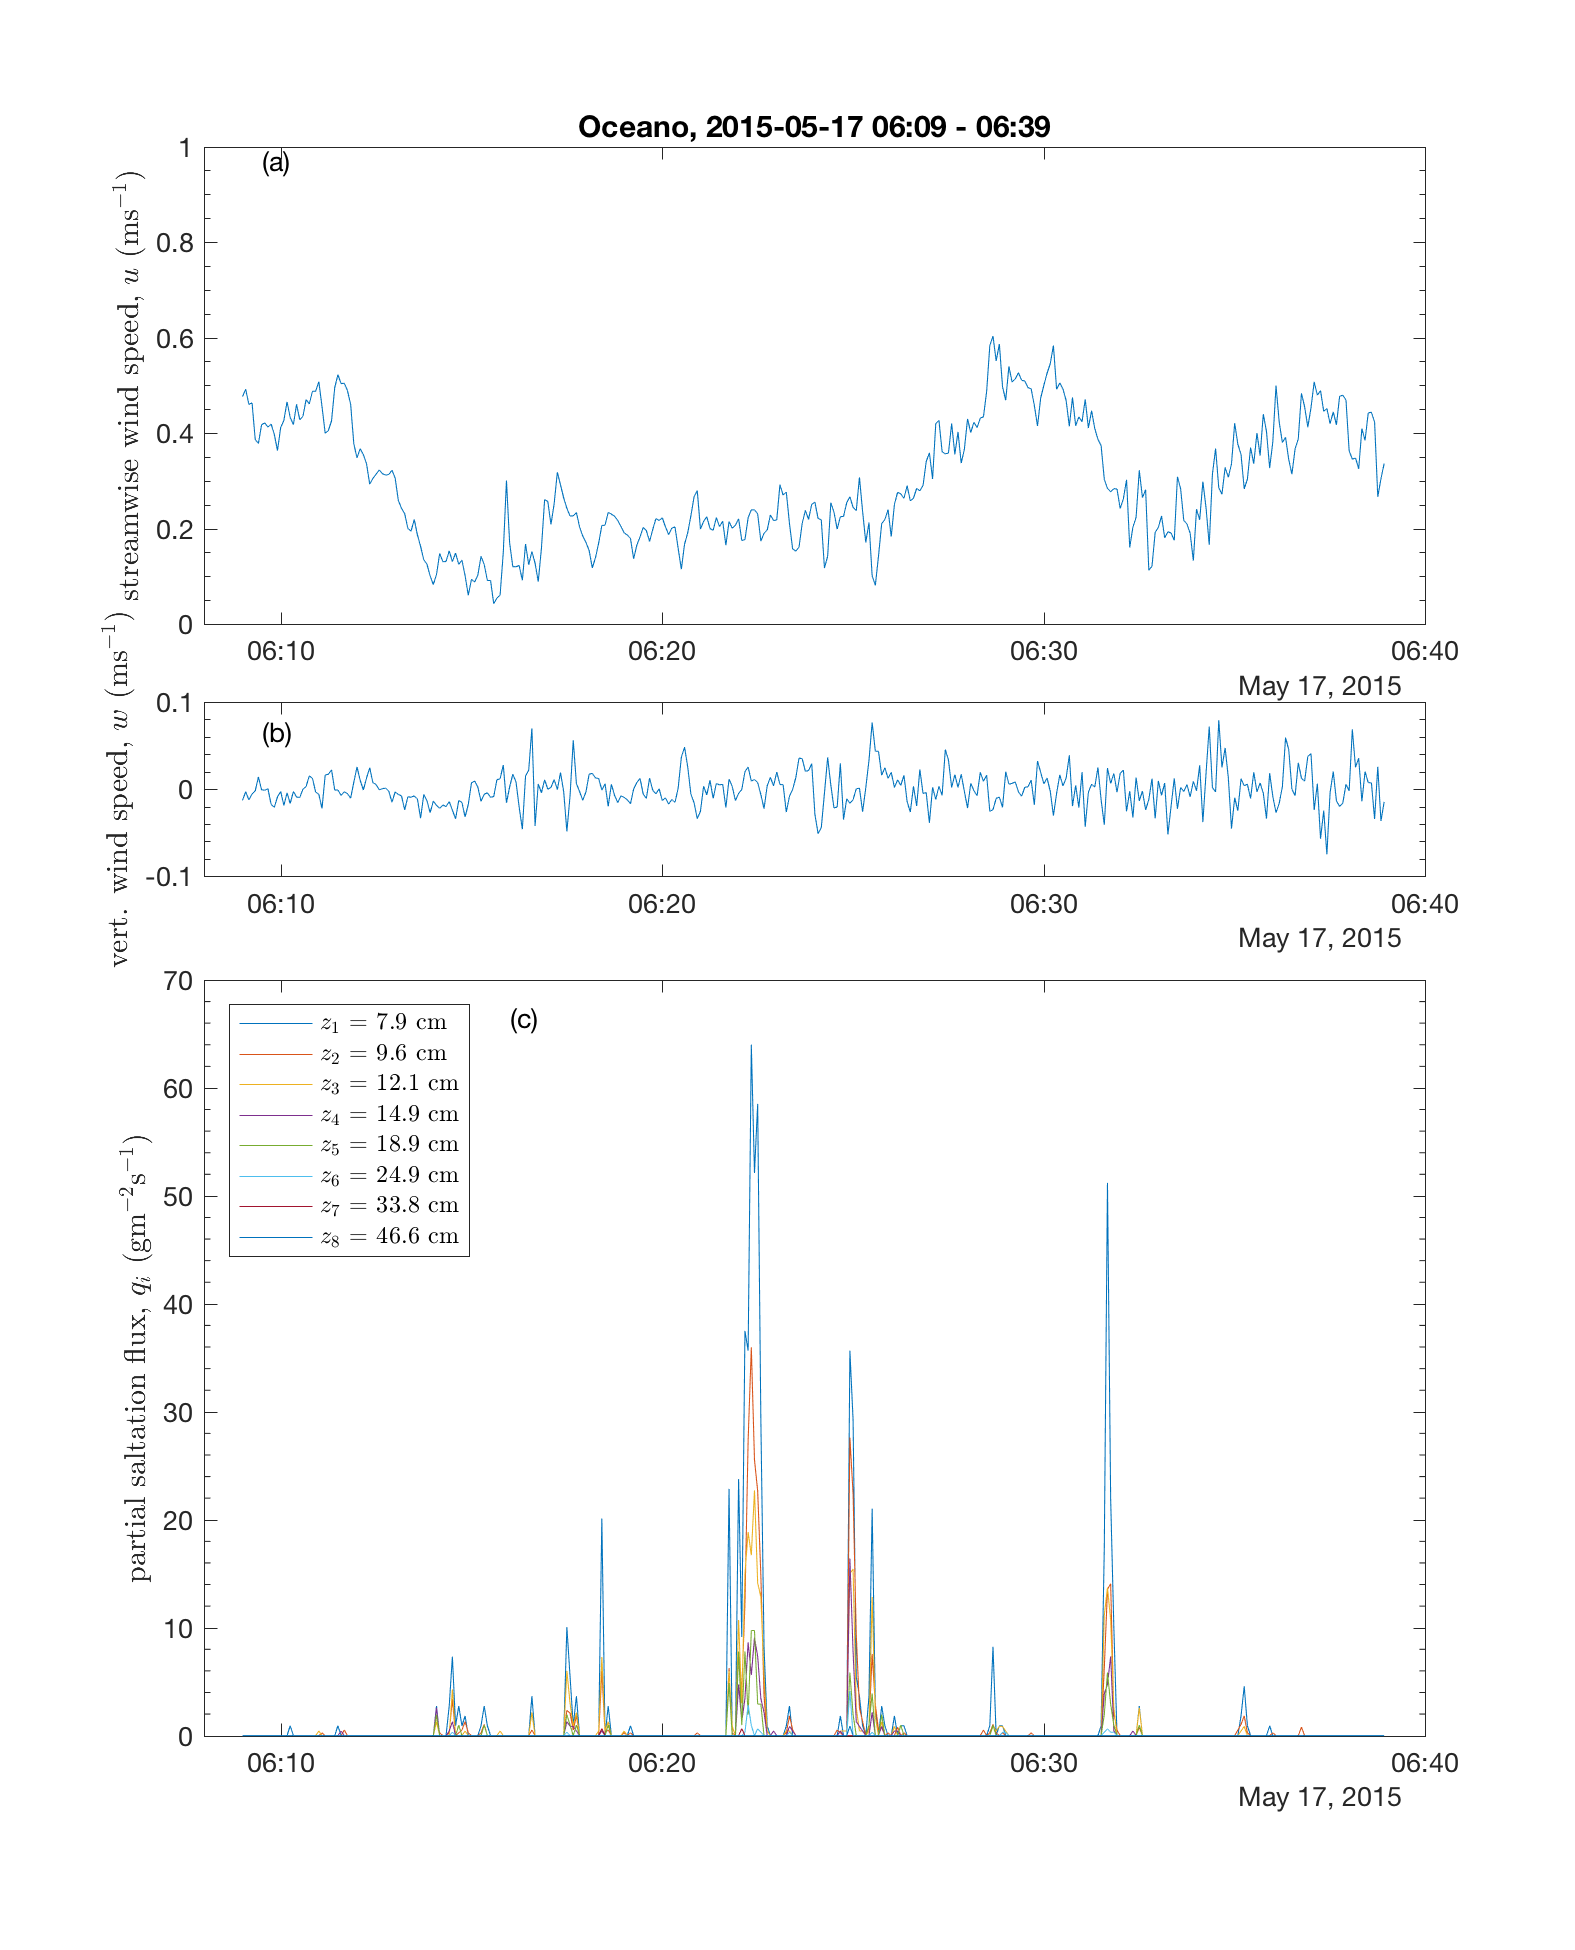 Oceano, 2015-05-17 06:09 - 06:39
(a)
streamwise wind speed, u (ms⁻¹)
1
0.8
0.6
0.4
0.2
0
06:10 06:20 06:30 06:40
May 17, 2015
(b)
vert. wind speed, w (ms⁻¹)
0.1
0
-0.1
06:10 06:20 06:30 06:40
May 17, 2015
(c)
partial saltation flux, qᵢ (gm⁻²s⁻¹)
70
60
50
40
30
20
10
0
z₁ = 7.9 cm
z₂ = 9.6 cm
z₃ = 12.1 cm
z₄ = 14.9 cm
z₅ = 18.9 cm
z₆ = 24.9 cm
z₇ = 33.8 cm
z₈ = 46.6 cm
06:10 06:20 06:30 06:40
May 17, 2015